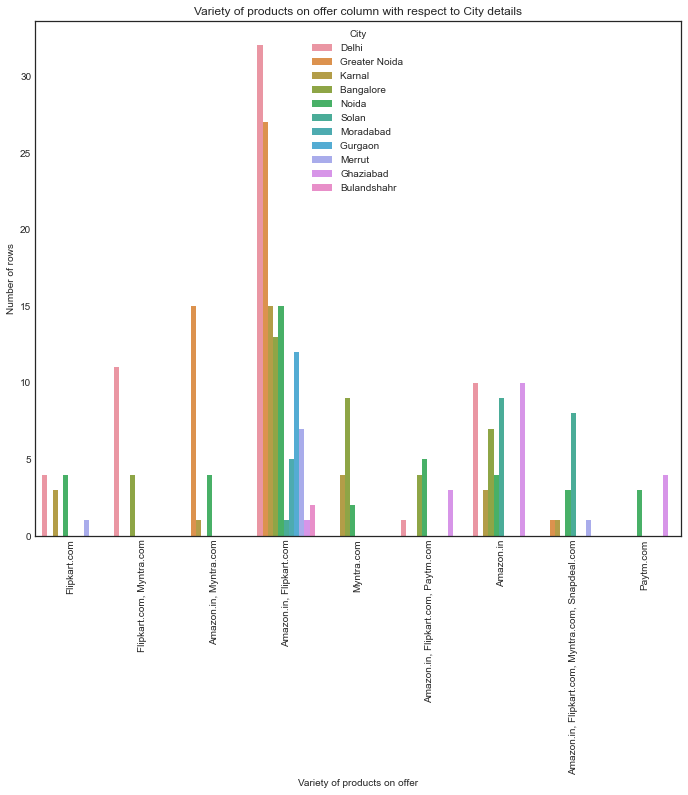 Variety of products on offer column with respect to City details
City
Delhi
Greater Noida
Karnal
Bangalore
Noida
Solan
Moradabad
Gurgaon
Merrut
Ghaziabad
Bulandshahr
Number of rows
30
25
20
15
10
5
0
Flipkart.com
Flipkart.com, Myntra.com
Amazon.in, Myntra.com
Amazon.in, Flipkart.com
Myntra.com
Amazon.in, Flipkart.com, Paytm.com
Amazon.in
Amazon.in, Flipkart.com, Myntra.com, Snapdeal.com
Paytm.com
Variety of products on offer